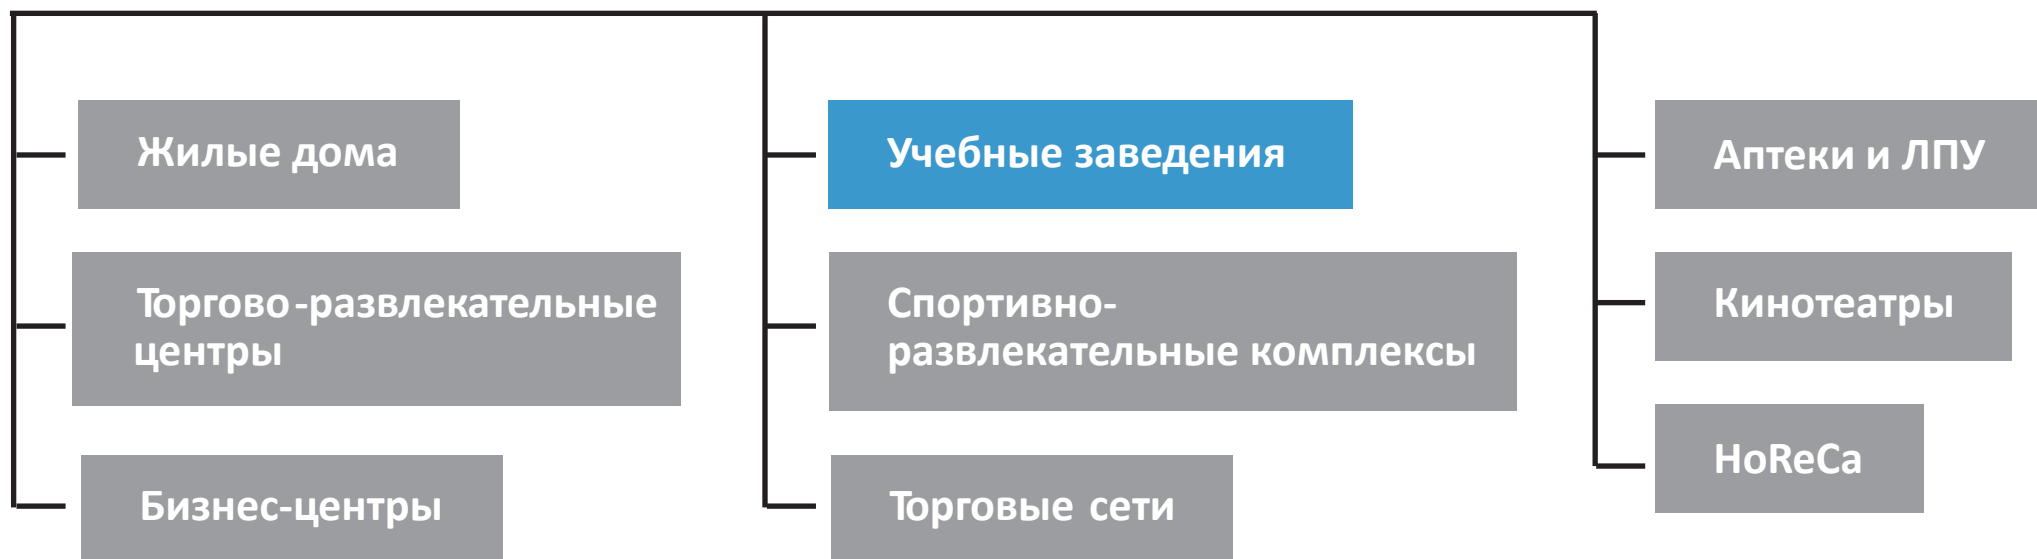 Жилые дома
Торгово-развлекательные
центры
Бизнес-центры
Учебные заведения
Спортивно-
развлекательные комплексы
Торговые сети
Аптеки и ЛПУ
Кинотеатры
HoReCa